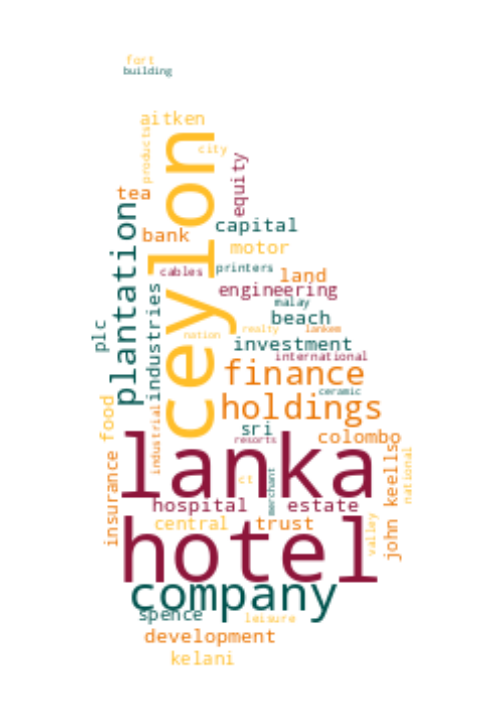 fort
building
aitken
products
ceylon
city
equity
tea
plantation
capital
bank
motor
cables
printers
land
engineering
industries
malay
beach
plc
nation
realty
lankem
investment
international
finance
ceramic
food
holdings
industrial
sri
resorts
colombo
lanka
insurance
ct
merchant
john keells
national
hospital
estate
central
trust
valley
hotel
company
spence
leisure
development
kelani